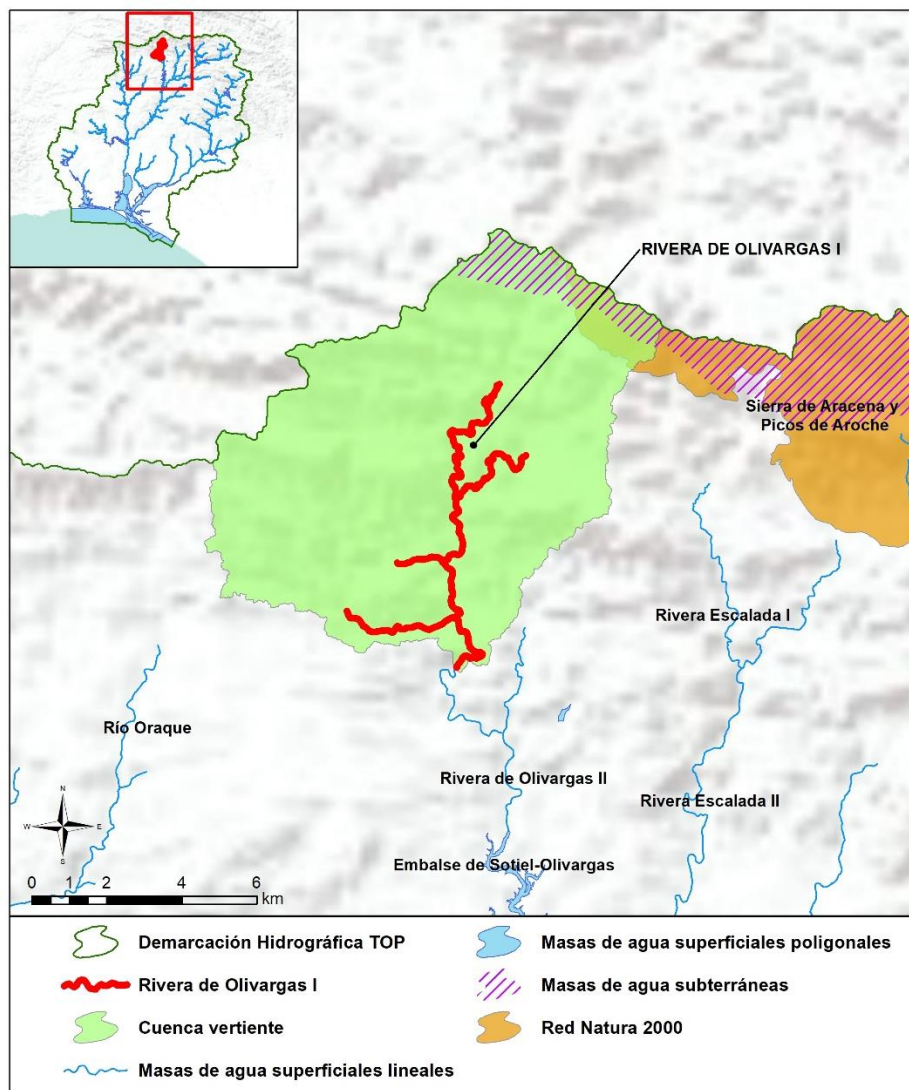 RIVERA DE OLIVARGAS I
Sierra de Aracena y
Picos de Aroche
Rivera Escalada I
Río Oraque
Rivera de Olivargas II
Rivera Escalada II
Embalse de Sotiel-Olivargas
N
W E
S
0 1 2 4 6
km
Demarcación Hidrográfica TOP
Rivera de Olivargas I
Cuenca vertiente
Masas de agua superficiales lineales
Masas de agua superficiales poligonales
Masas de agua subterráneas
Red Natura 2000